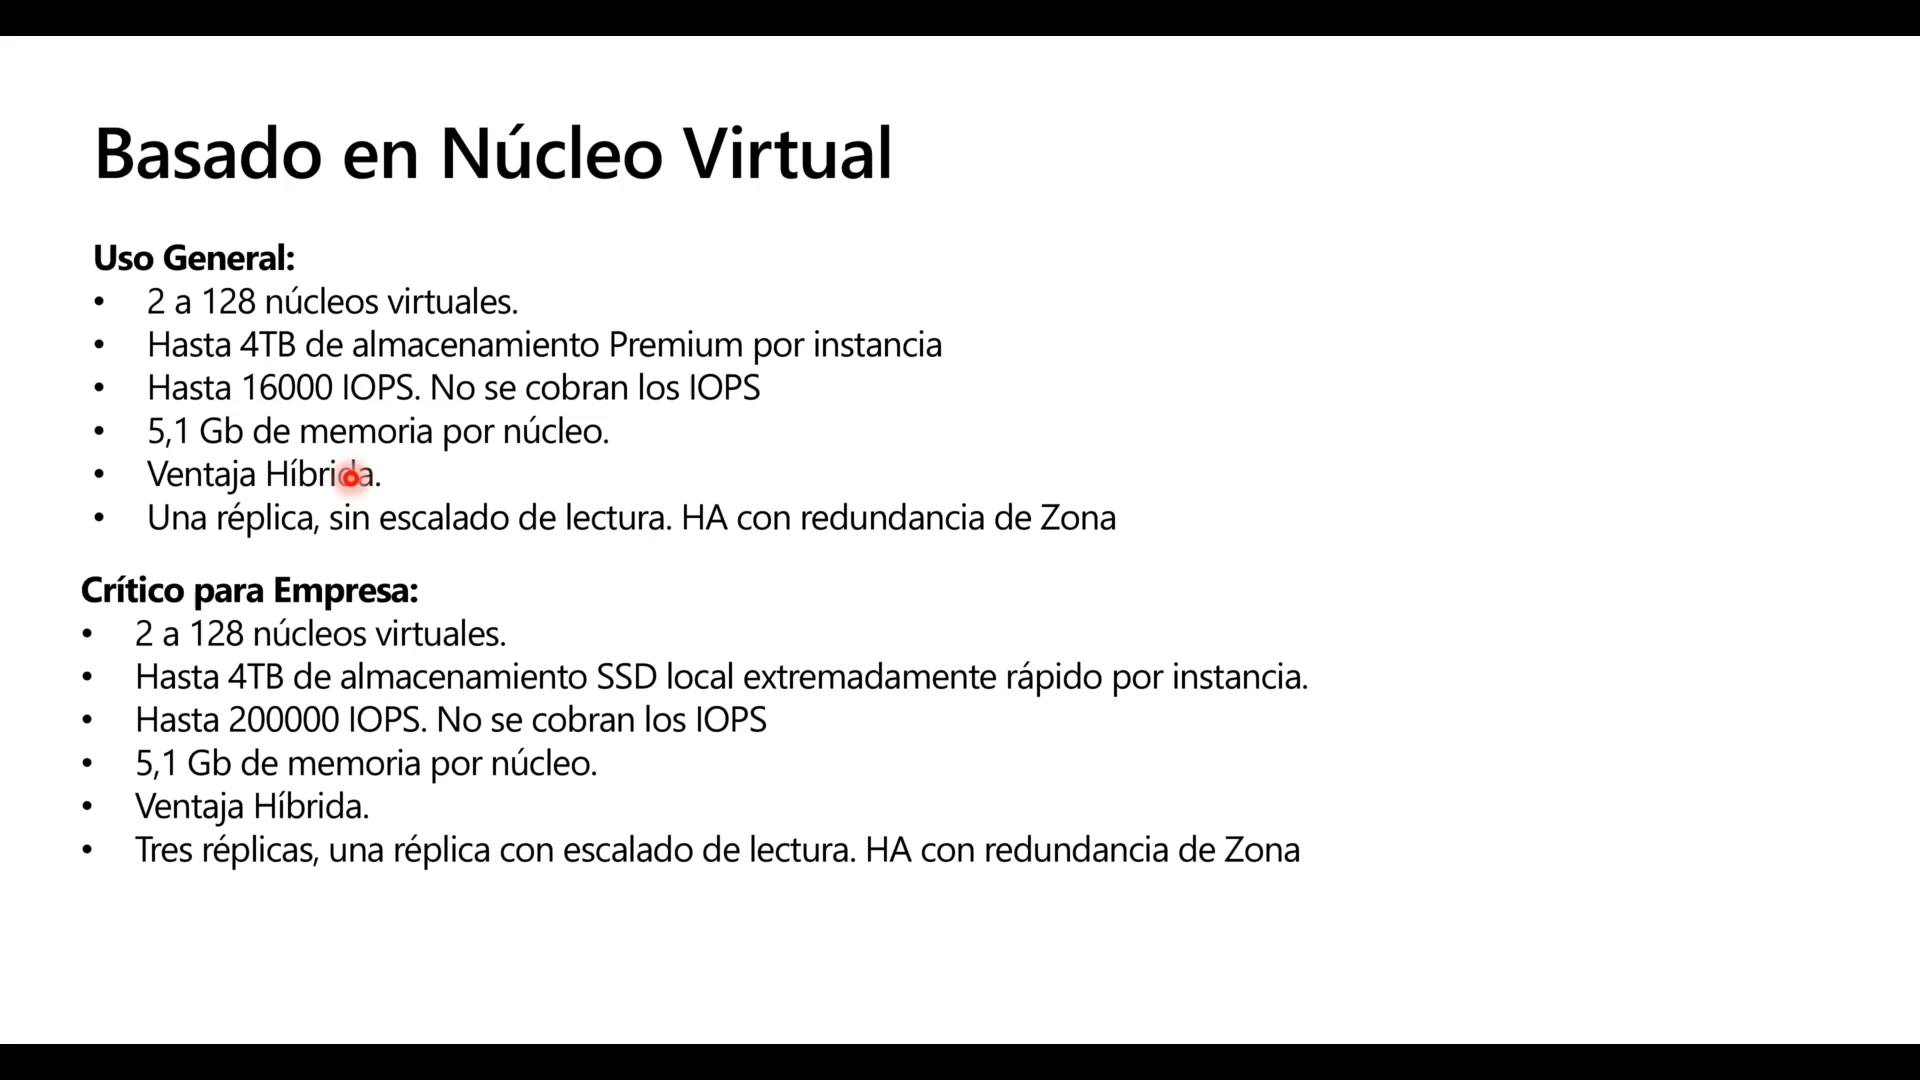 Basado en Núcleo Virtual
Uso General:
• 2 a 128 núcleos virtuales.
• Hasta 4TB de almacenamiento Premium por instancia
• Hasta 16000 IOPS. No se cobran los IOPS
• 5,1 Gb de memoria por núcleo.
• Ventaja Híbrida.
• Una réplica, sin escalado de lectura. HA con redundancia de Zona
Crítico para Empresa:
• 2 a 128 núcleos virtuales.
• Hasta 4TB de almacenamiento SSD local extremadamente rápido por instancia.
• Hasta 200000 IOPS. No se cobran los IOPS
• 5,1 Gb de memoria por núcleo.
• Ventaja Híbrida.
• Tres réplicas, una réplica con escalado de lectura. HA con redundancia de Zona